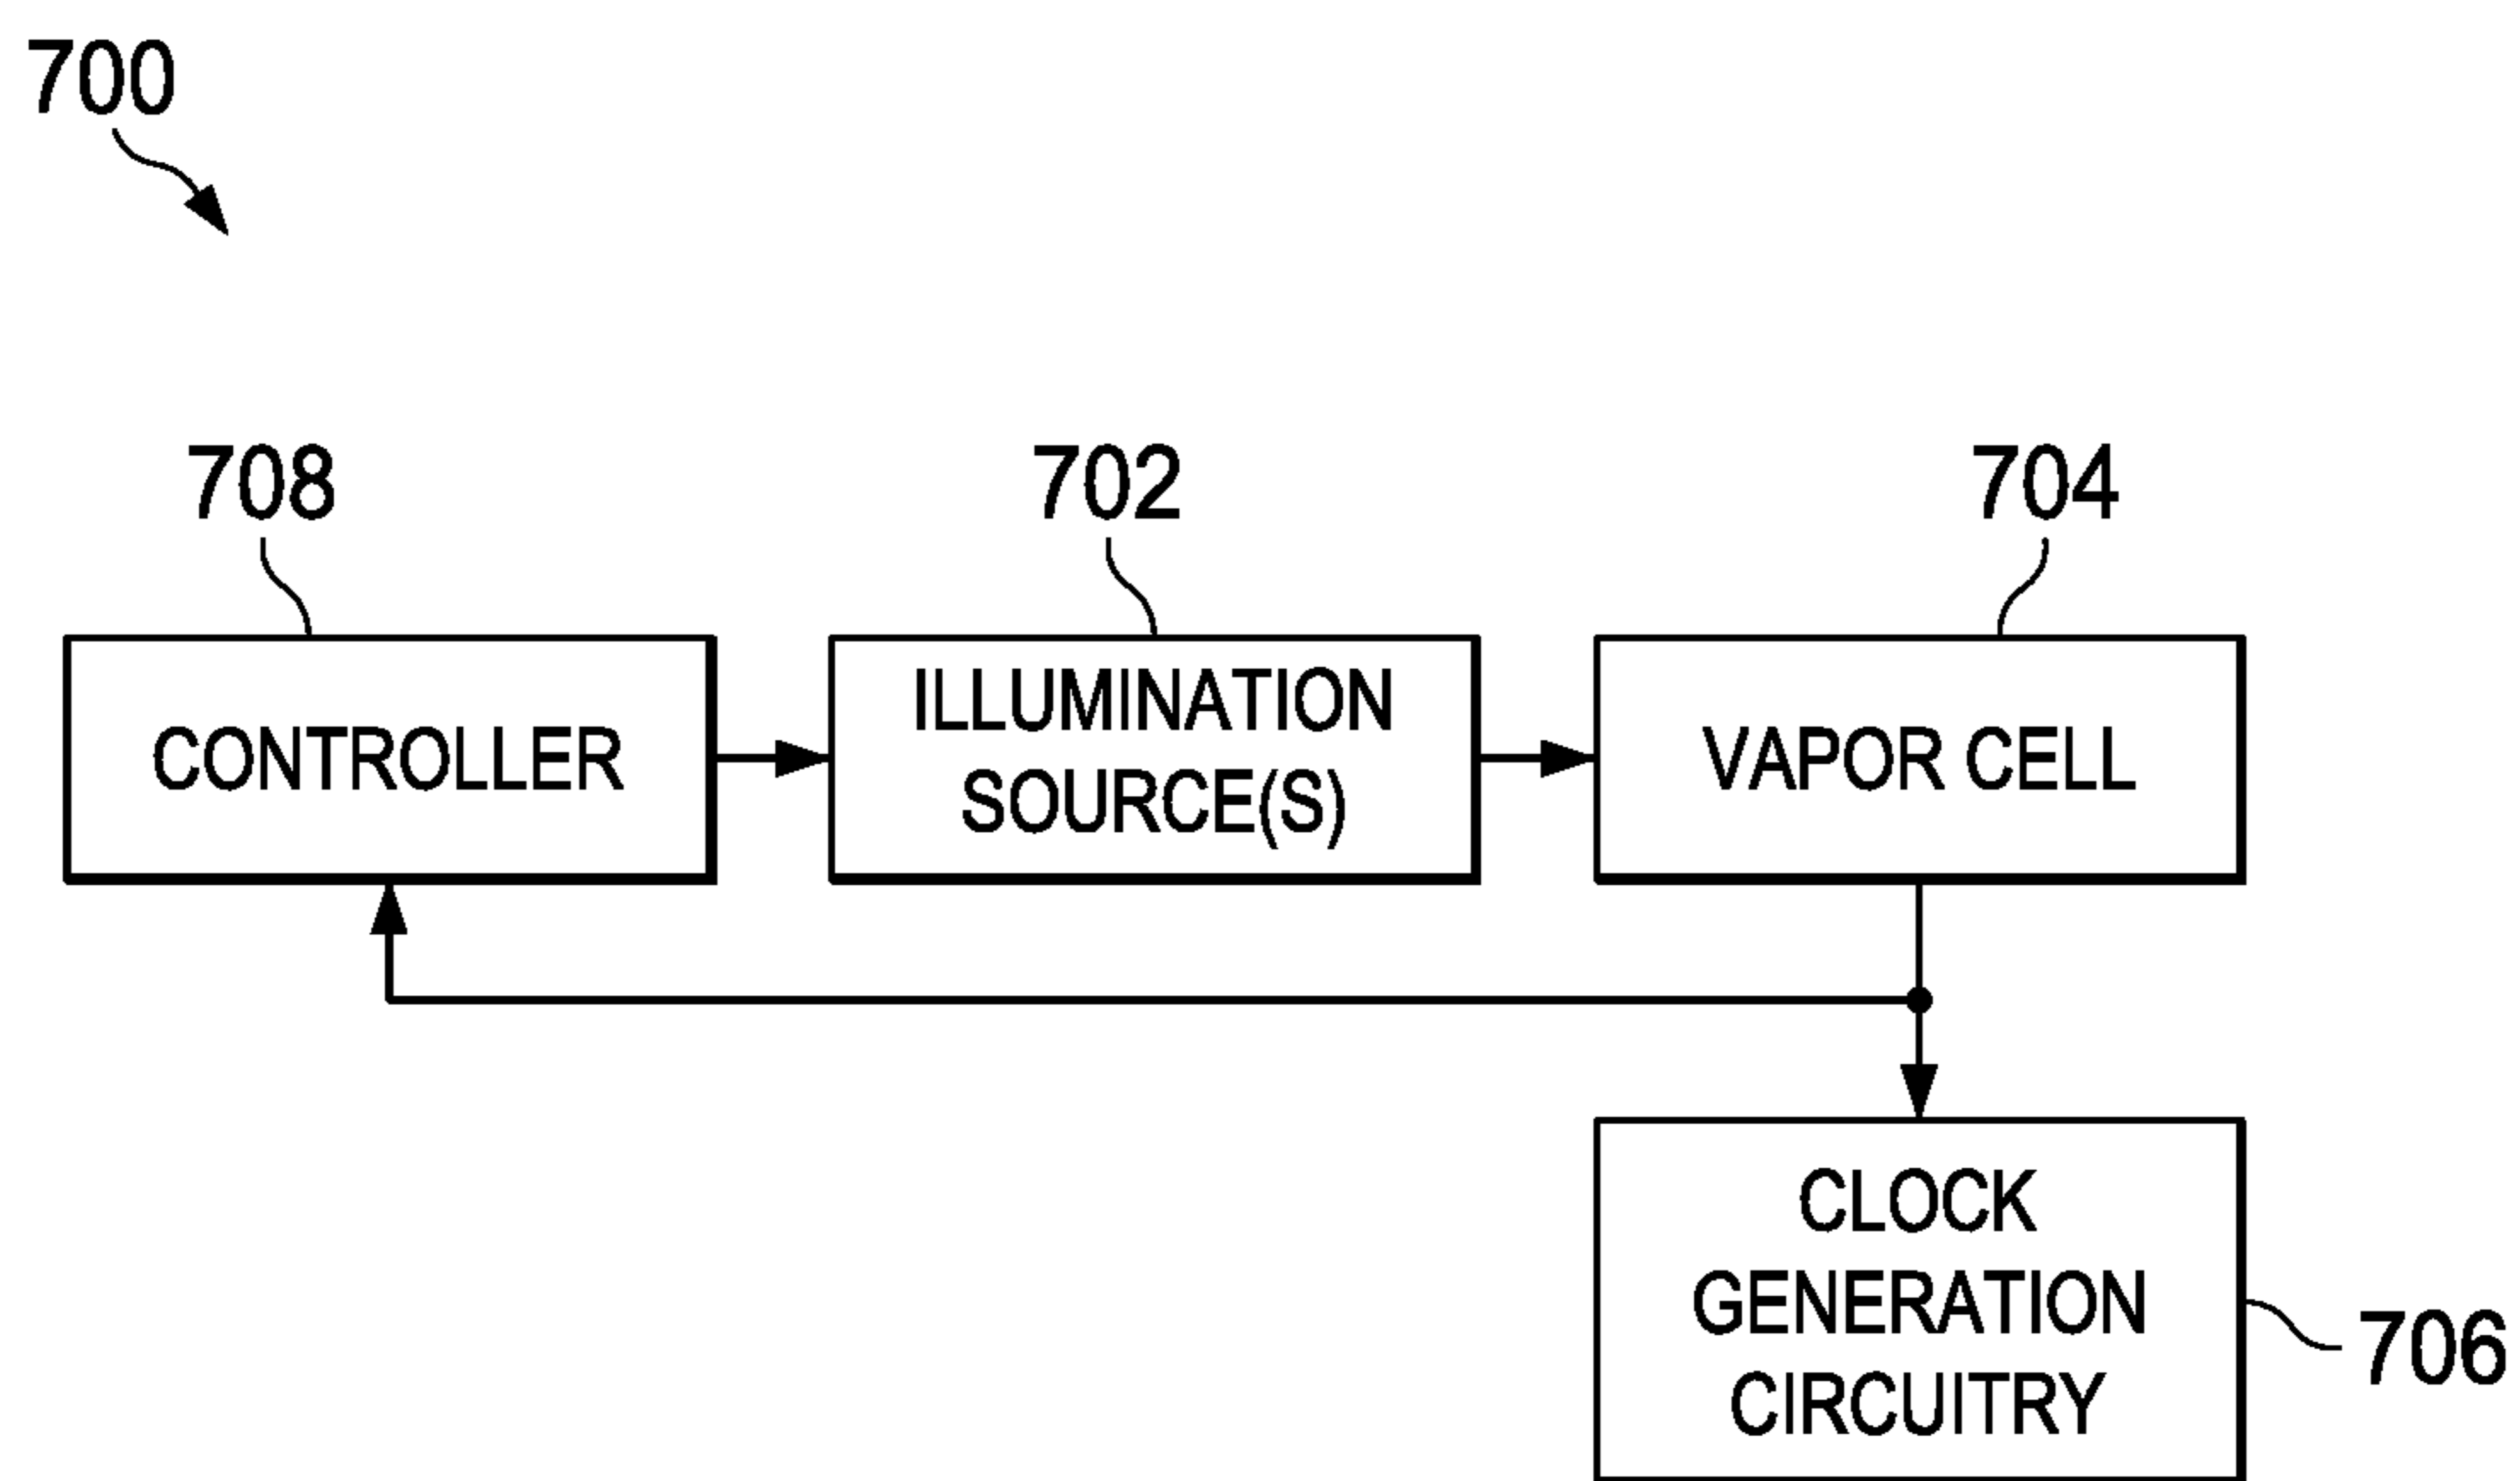 700
708
702
704
CONTROLLER
ILLUMINATION
SOURCE(S)
VAPOR CELL
CLOCK
GENERATION
CIRCUITRY
706